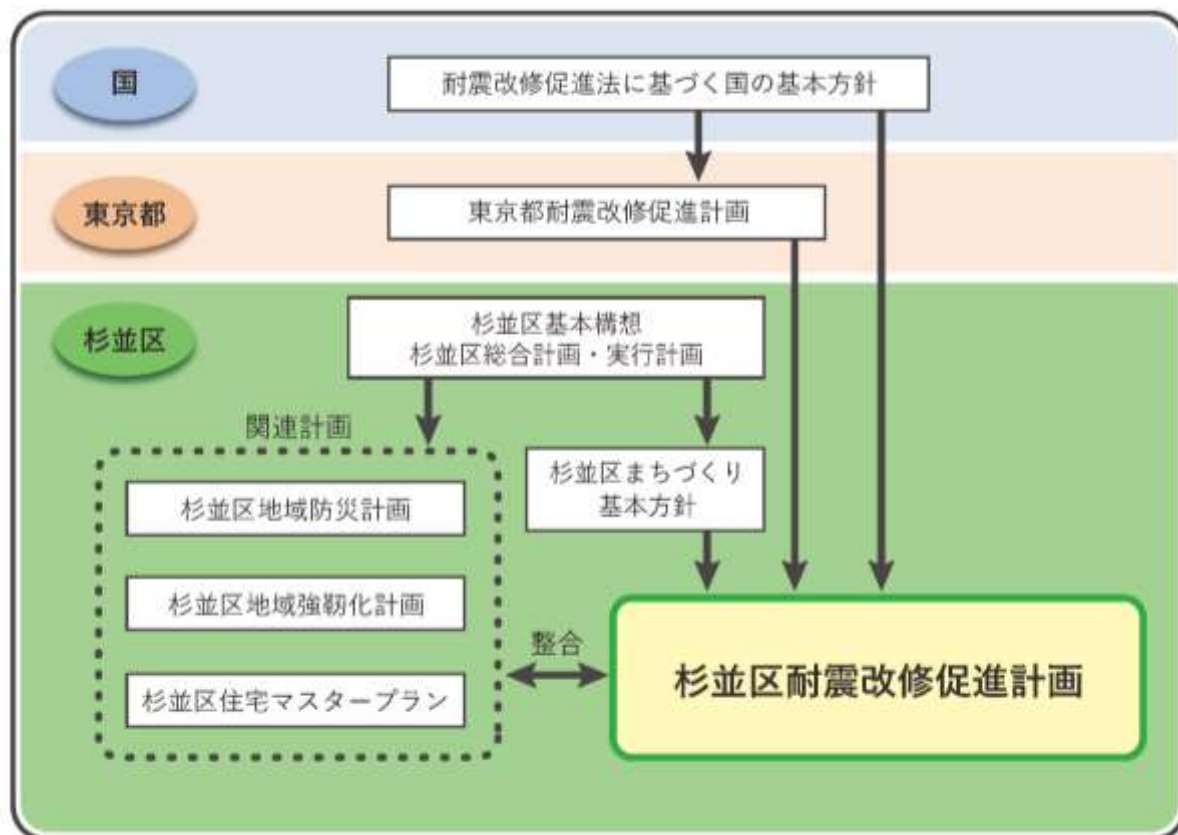 国
耐震改修促進法に基づく国の基本方針
東京都
東京都耐震改修促進計画
杉並区
杉並区基本構想
杉並区総合計画・実行計画
関連計画
杉並区地域防災計画
杉並区地域強靭化計画
杉並区住宅マスタープラン
杉並区まちづくり
基本方針
整合
杉並区耐震改修促進計画